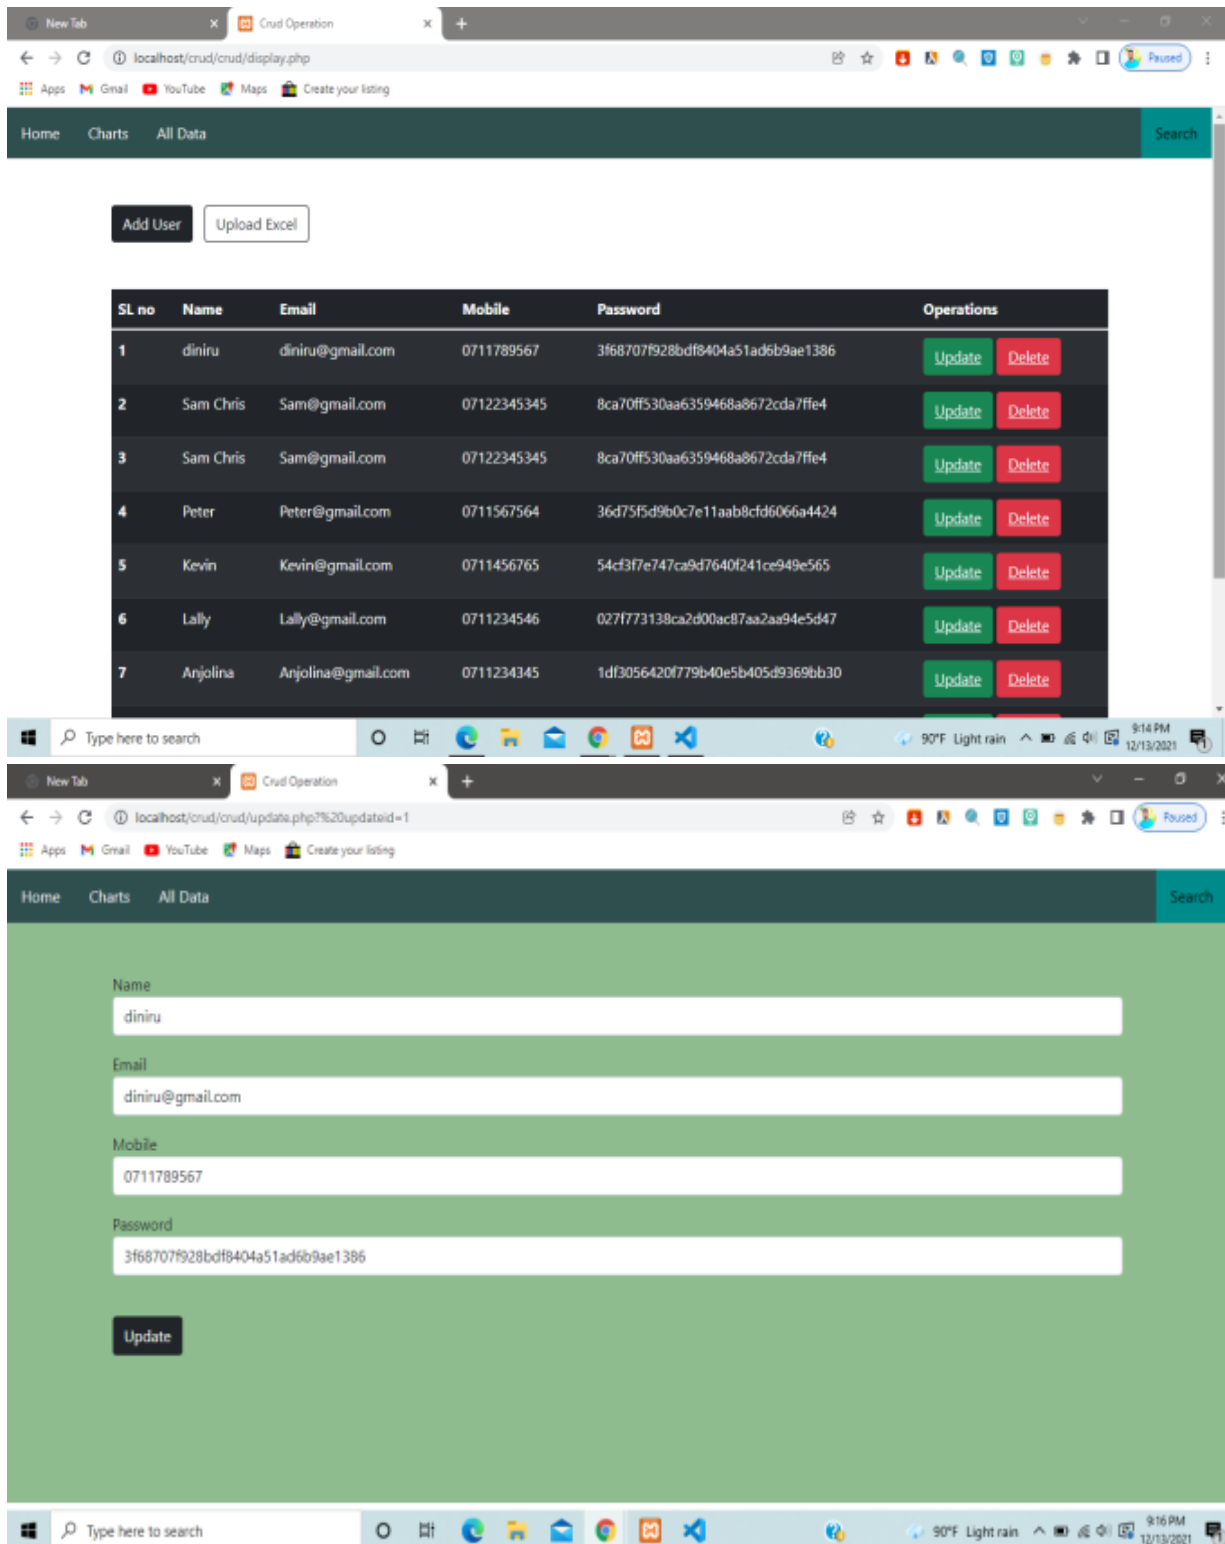 New Tab × Crud Operation × +
localhost/crud/crud/display.php Paused
Apps Gmail YouTube Maps Create your listing
Home Charts All Data Search
Add User Upload Excel
SL no Name Email Mobile Password Operations
1 diniru diniru@gmail.com 0711789567 3f68707f928bdf8404a51ad6b9ae1386 Update Delete
2 Sam Chris Sam@gmail.com 07122345345 8ca70ff530aa6359468a8672cda7ffe4 Update Delete
3 Sam Chris Sam@gmail.com 07122345345 8ca70ff530aa6359468a8672cda7ffe4 Update Delete
4 Peter Peter@gmail.com 0711567564 36d75f5d9b0c7e11aab8cfd6066a4424 Update Delete
5 Kevin Kevin@gmail.com 0711456765 54cf3f7e747ca9d7640f241ce949e565 Update Delete
6 Lally Lally@gmail.com 0711234546 027f773138ca2d00ac87aa2aa94e5d47 Update Delete
7 Anjolina Anjolina@gmail.com 0711234345 1df3056420f779b40e5b405d9369bb30 Update Delete
Type here to search 90°F Light rain 9:14 PM
12/13/2021
New Tab × Crud Operation × +
localhost/crud/crud/update.php?%20updateid=1 Paused
Apps Gmail YouTube Maps Create your listing
Home Charts All Data Search
Name
diniru
Email
diniru@gmail.com
Mobile
0711789567
Password
3f68707f928bdf8404a51ad6b9ae1386
Update
Type here to search 90°F Light rain 9:16 PM
12/13/2021